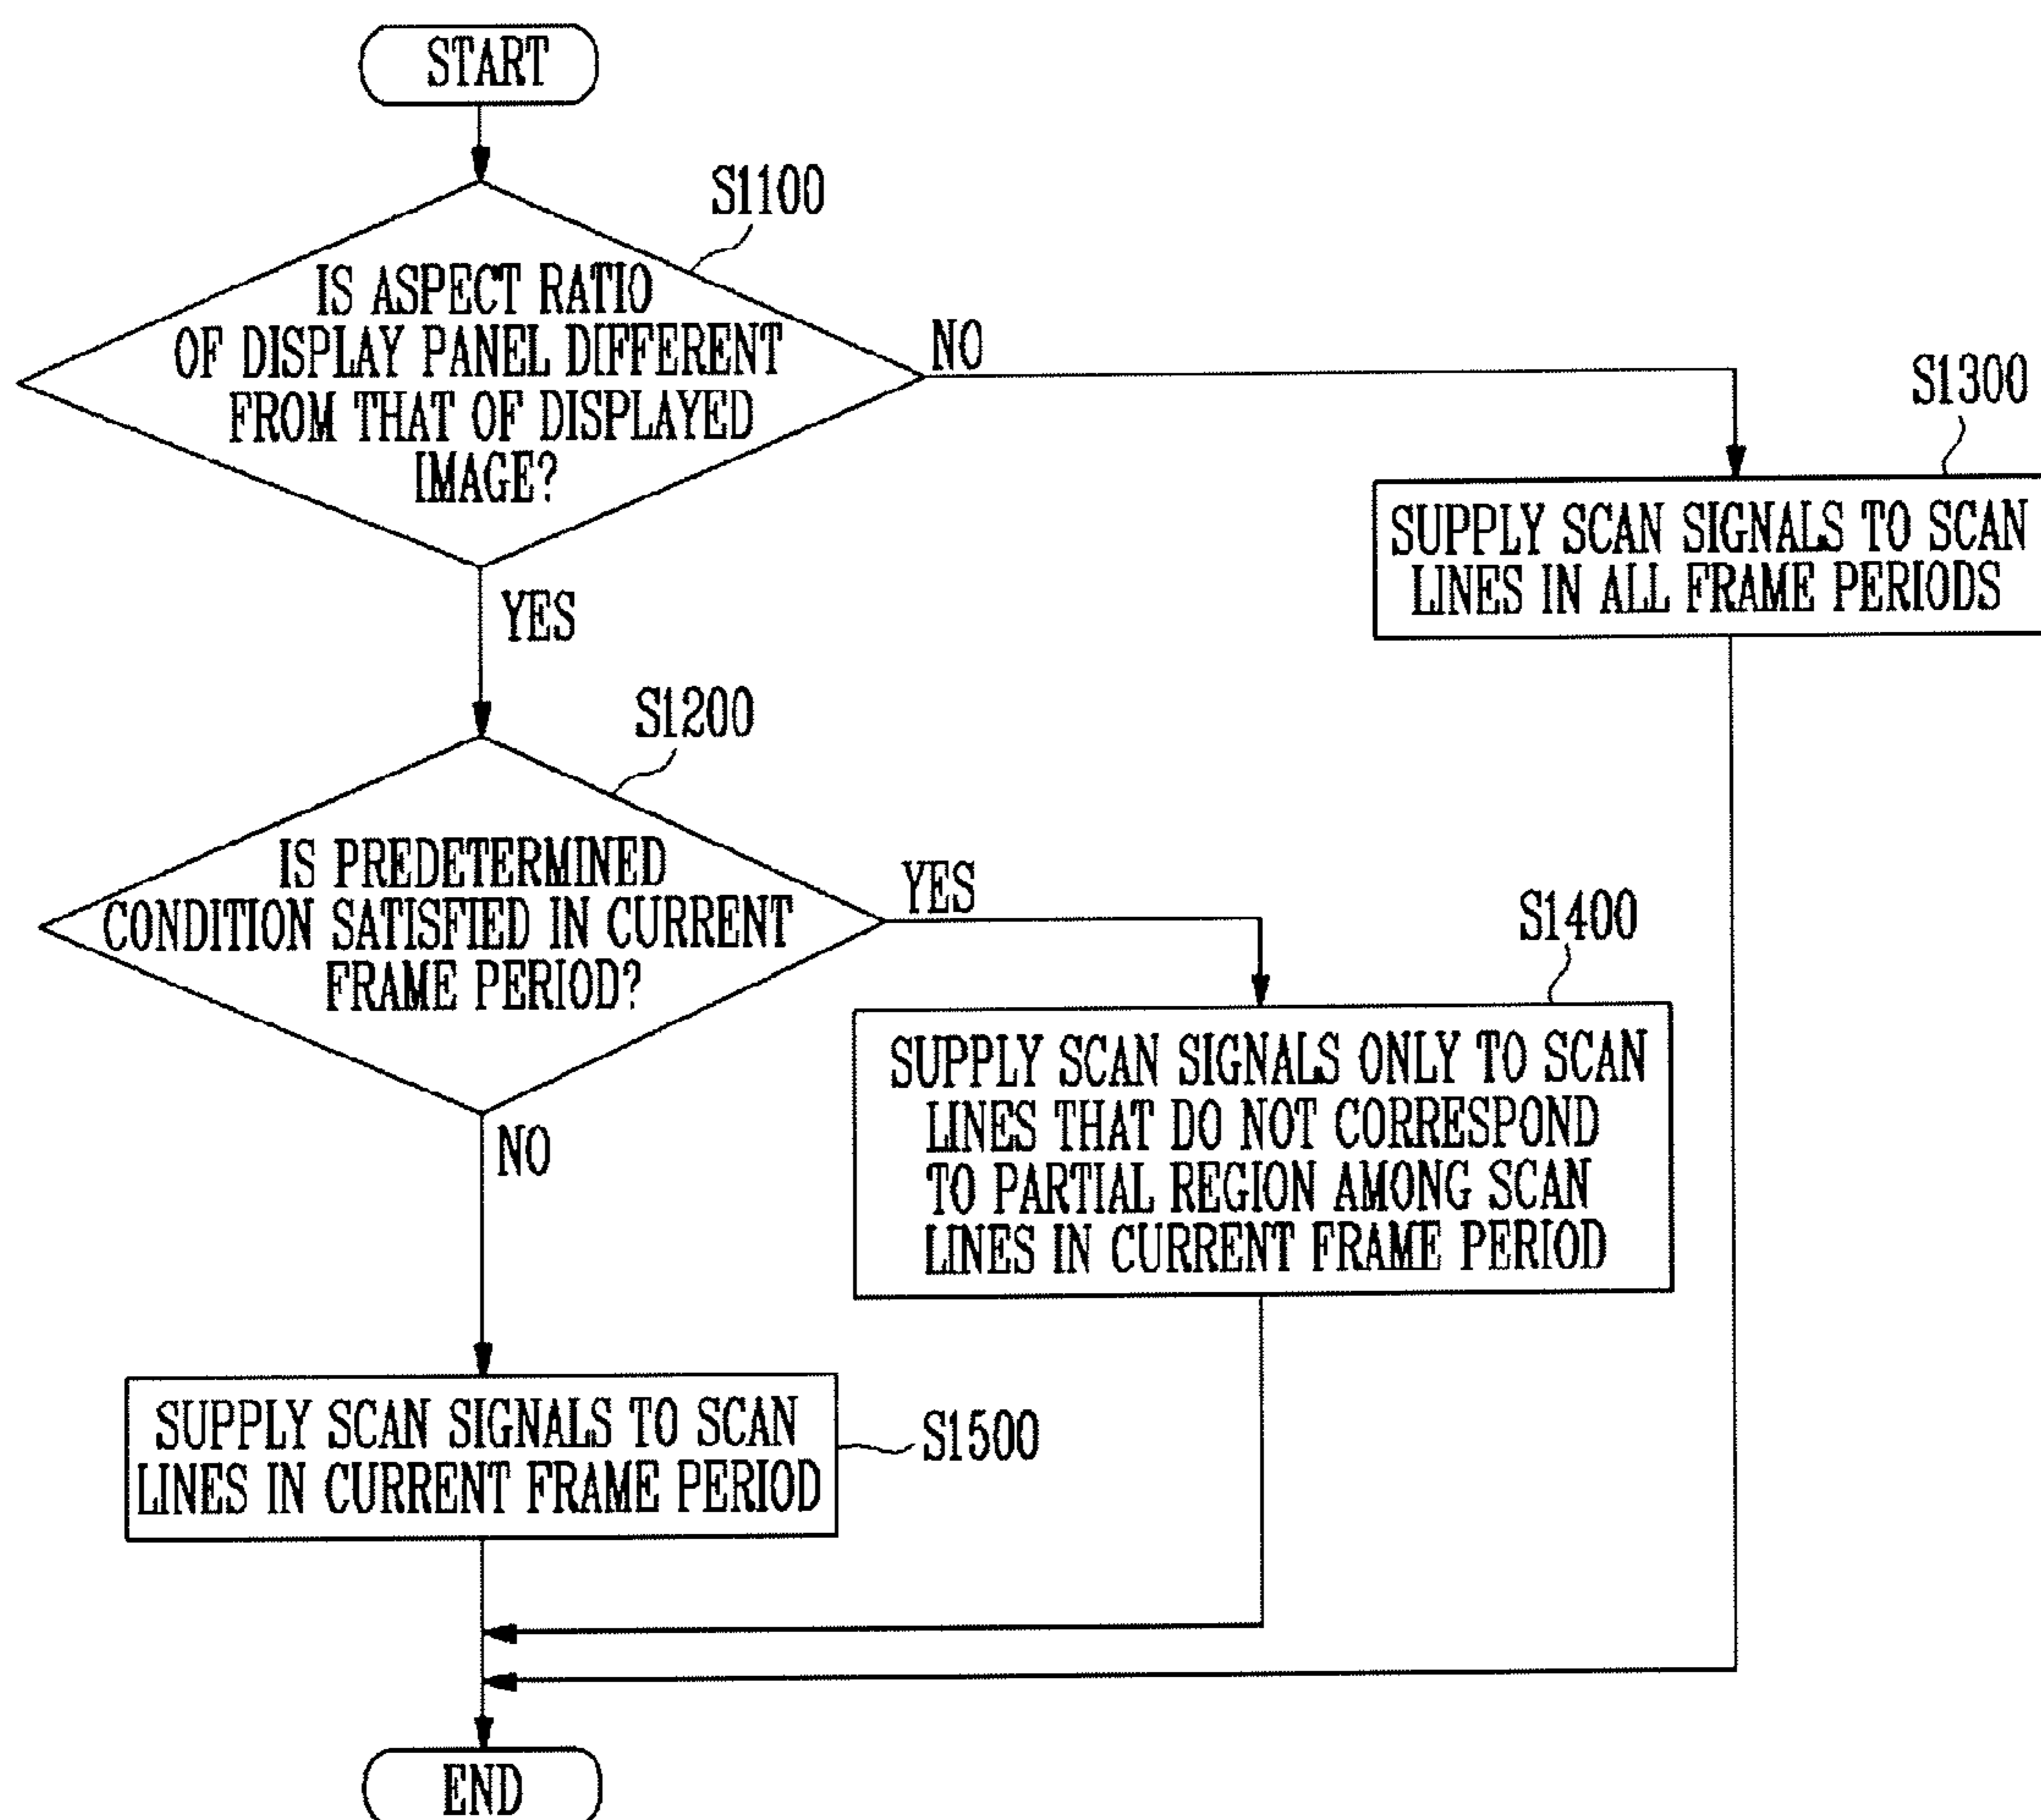 START
S1100
IS ASPECT RATIO
OF DISPLAY PANEL DIFFERENT
FROM THAT OF DISPLAYED
IMAGE?
NO
S1300
SUPPLY SCAN SIGNALS TO SCAN
LINES IN ALL FRAME PERIODS
YES
S1200
IS PREDETERMINED
CONDITION SATISFIED IN CURRENT
FRAME PERIOD?
YES
S1400
SUPPLY SCAN SIGNALS ONLY TO SCAN
LINES THAT DO NOT CORRESPOND
TO PARTIAL REGION AMONG SCAN
LINES IN CURRENT FRAME PERIOD
NO
SUPPLY SCAN SIGNALS TO SCAN
LINES IN CURRENT FRAME PERIOD
S1500
END